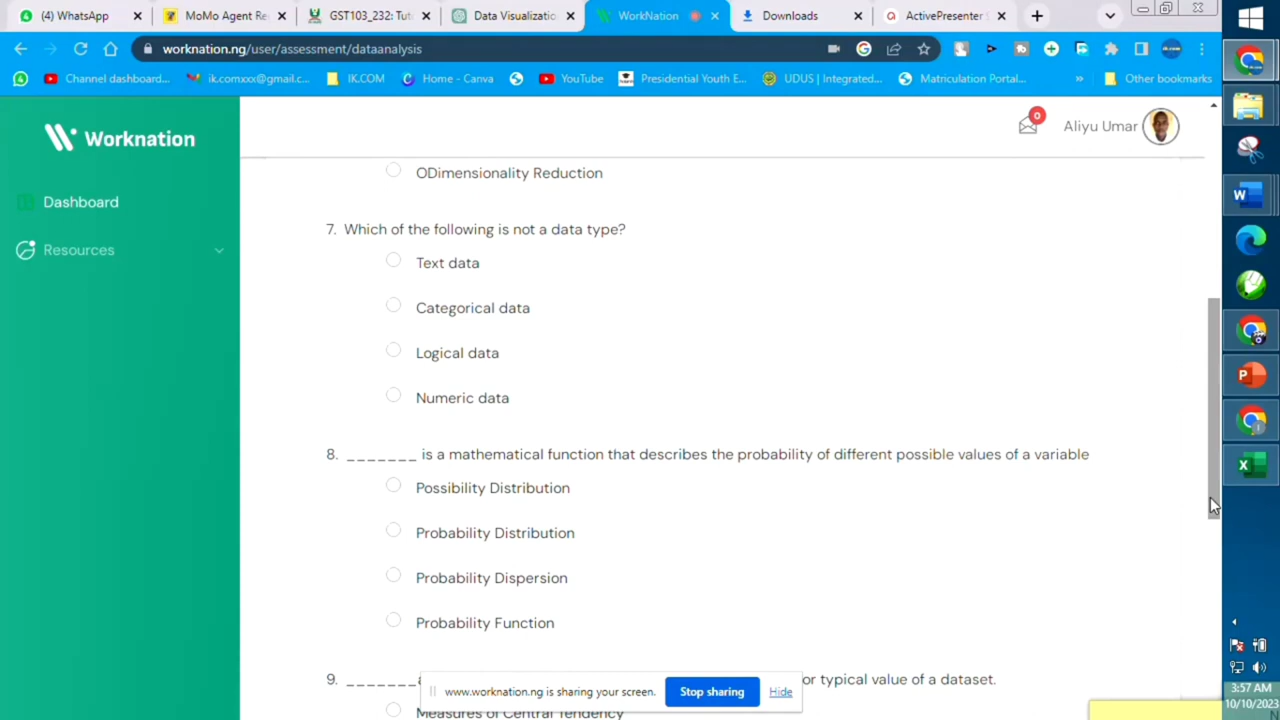 (4) WhatsApp
MoMo Agent Re
GST103_232: Tuto
Data Visualizatio
WorkNation
Downloads
ActivePresenter S
worknation.ng/user/assessment/dataanalysis
Channel dashboard...
ik.comxxx@gmail.c...
IK.COM
Home - Canva
YouTube
Presidential Youth E...
UDUS | Integrated...
Matriculation Portal...
»
Other bookmarks
Worknation
0
Aliyu Umar
Dashboard
Resources
ODimensionality Reduction
7. Which of the following is not a data type?
Text data
Categorical data
Logical data
Numeric data
8. _______ is a mathematical function that describes the probability of different possible values of a variable
Possibility Distribution
Probability Distribution
Probability Dispersion
Probability Function
9. _______ or typical value of a dataset.
www.worknation.ng is sharing your screen.
Stop sharing
Hide
Measures of Central Tendency
3:57 AM
10/10/2023